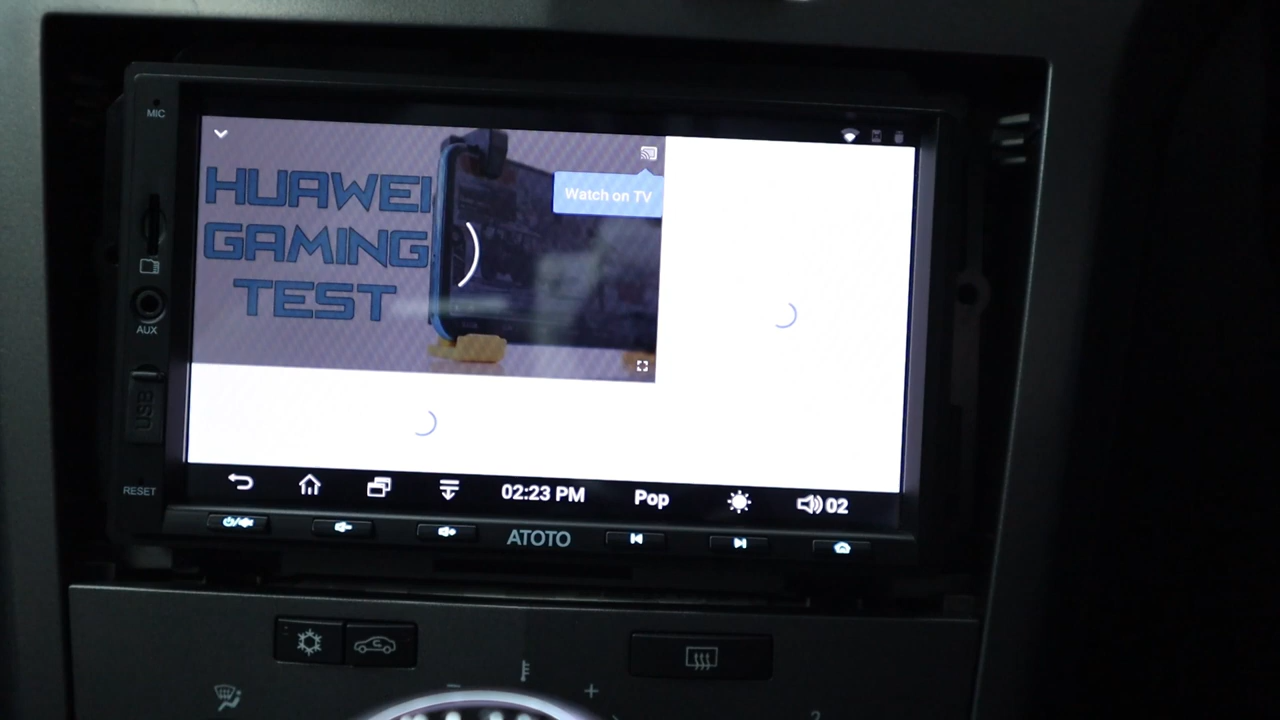 MIC
HUAWEI
GAMING
TEST
Watch on TV
AUX
USB
RESET
02:23 PM
Pop
02
ATOTO